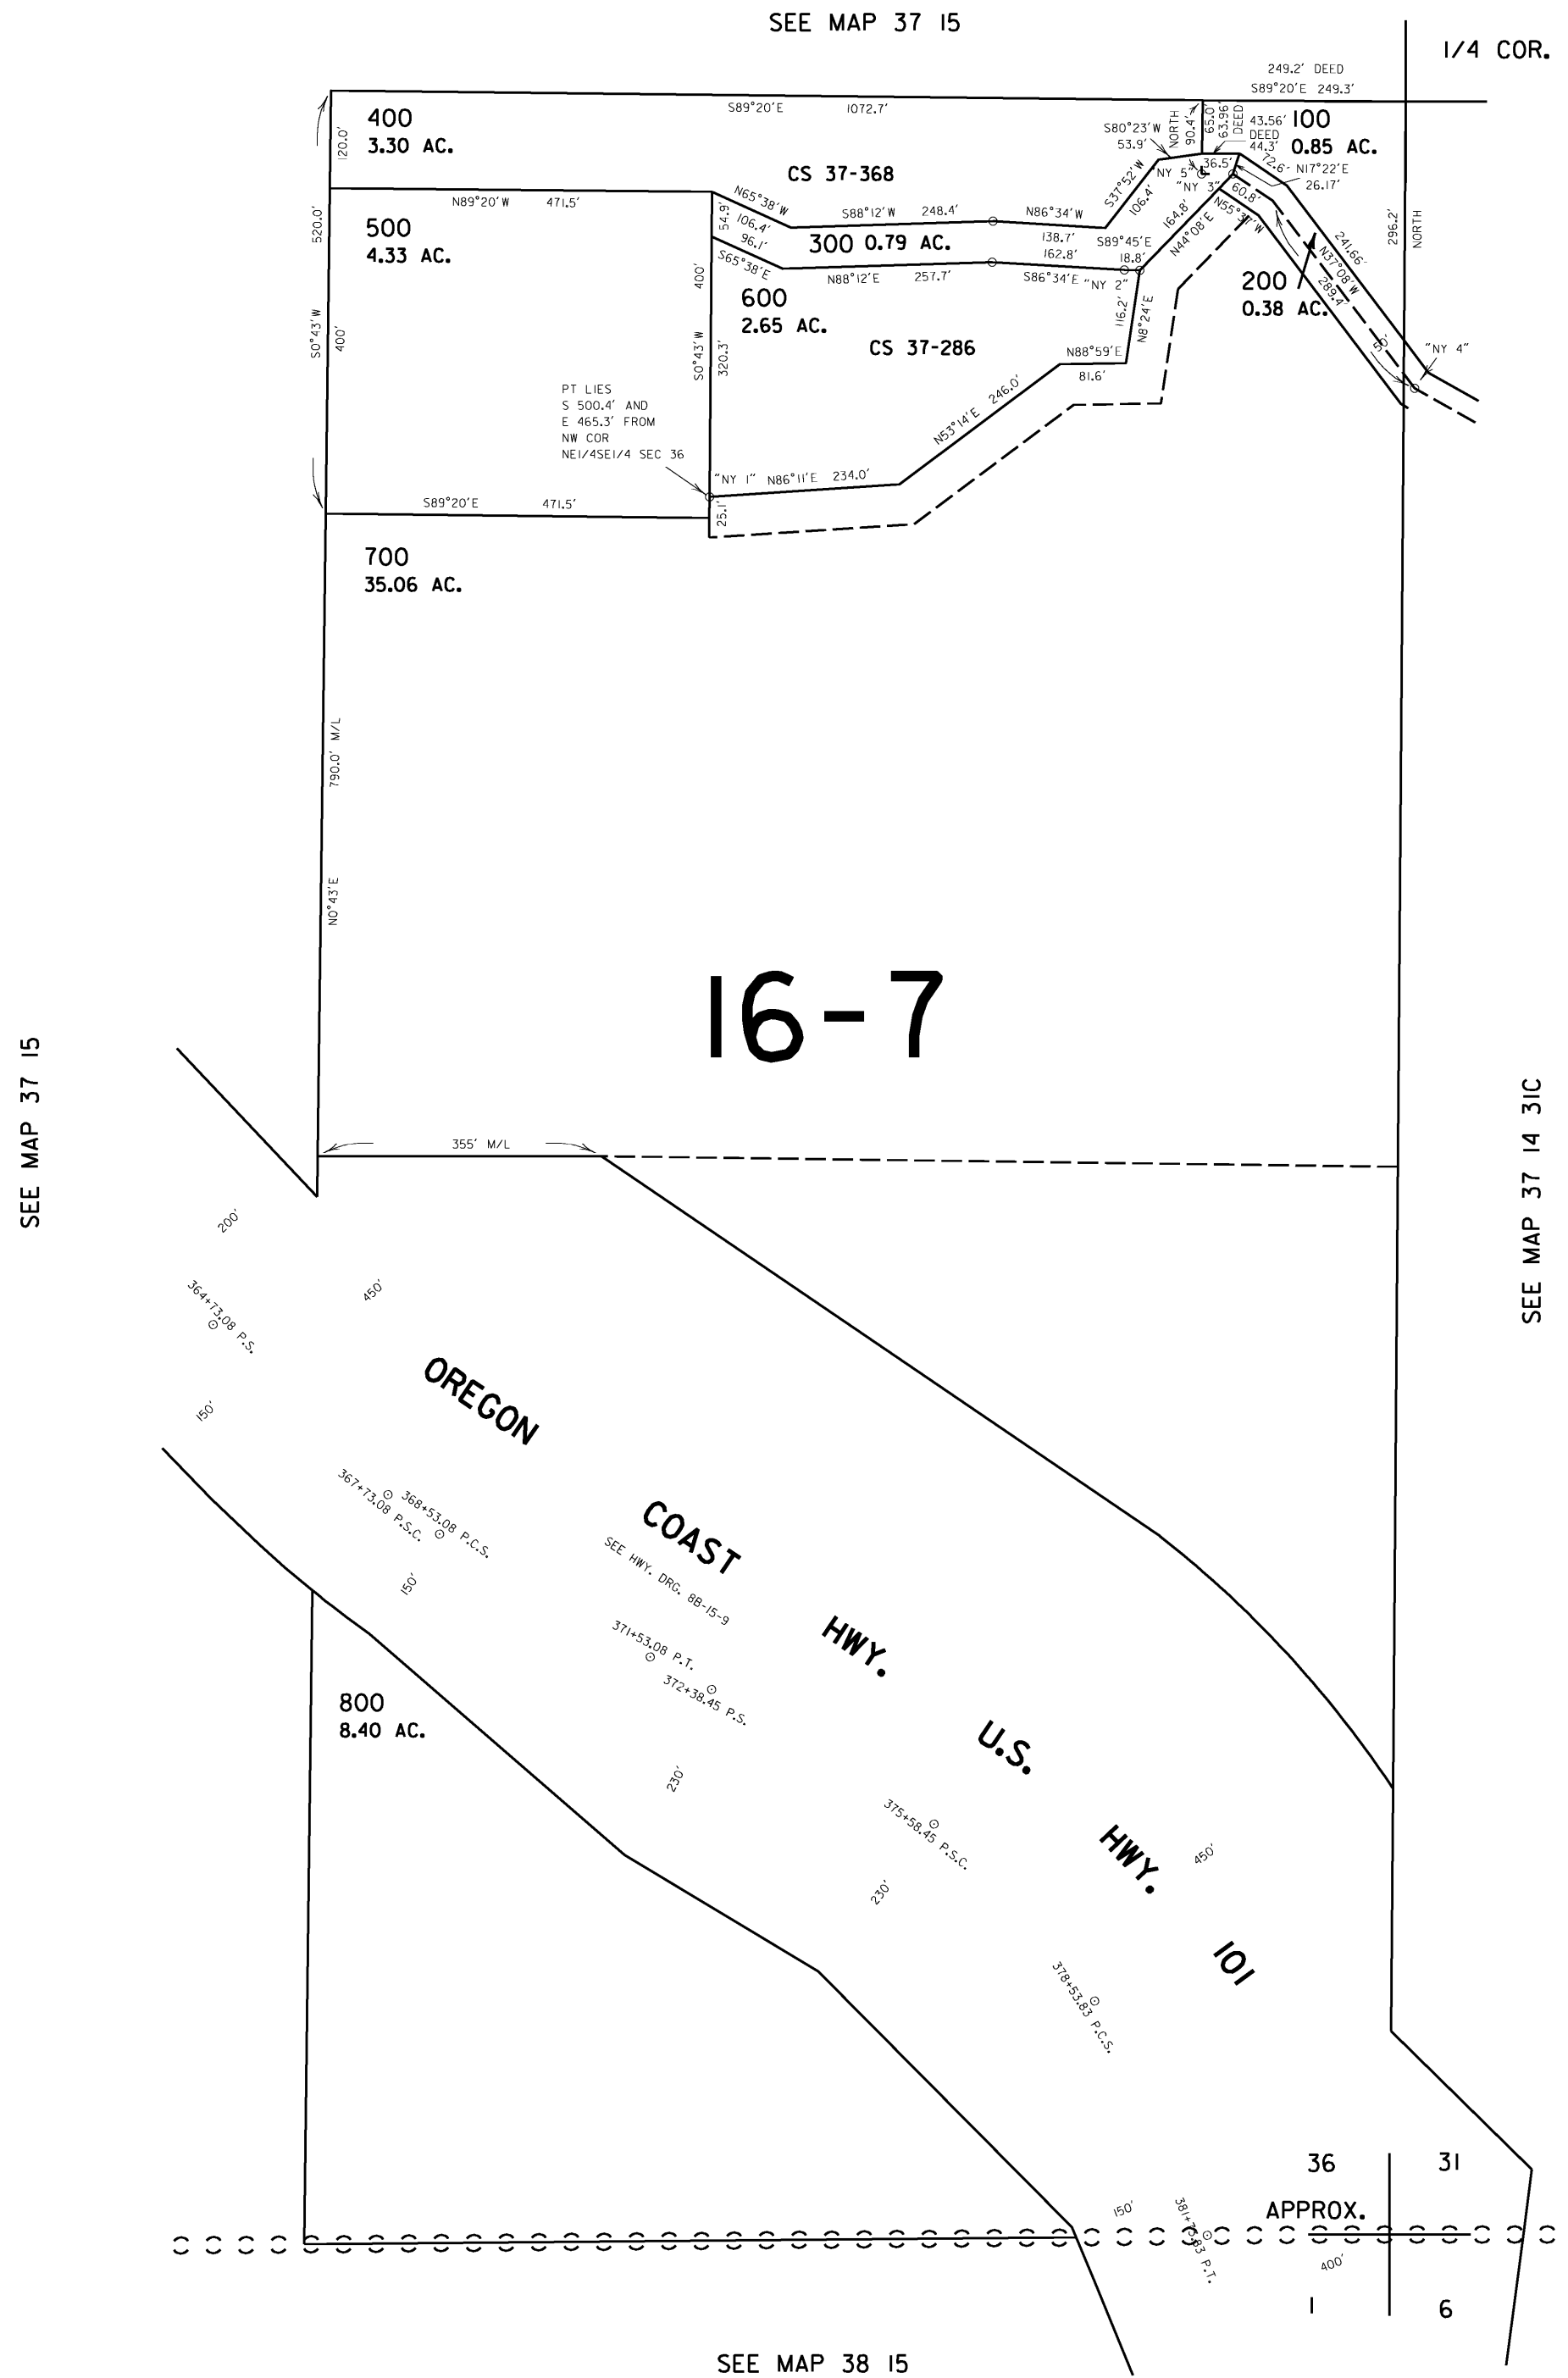 SEE MAP 37 15
1/4 COR.
249.2' DEED
S89°20'E 249.3'
S89°20'E 1072.7'
400
3.30 AC.
120.0'
CS 37-368
S80°23'W
53.9'
NORTH
90.4'
65.0'
63.96'
DEED
43.56'
DEED
44.3'
100
0.85 AC.
36.5'
72.6'
N17°22'E
26.17'
"NY 5"
"NY 3"
60.8'
S37°52'W
106.4'
N89°20'W 471.5'
N65°38'W
106.4'
96.1'
S65°38'E
54.9'
S88°12'W 248.4'
N86°34'W
138.7'
162.8'
S89°45'E
18.8'
164.8'
N44°08'E
241.66'
N37°08'W
289.4'
50'
296.2'
NORTH
520.0'
500
4.33 AC.
300 0.79 AC.
N88°12'E 257.7'
S86°34'E "NY 2"
200
0.38 AC.
400'
600
2.65 AC.
S0°43'W
400'
S0°43'W
320.3'
CS 37-286
116.2'
N8°24'E
N88°59'E
81.6'
"NY 4"
PT LIES
S 500.4' AND
E 465.3' FROM
NW COR
NE1/4SE1/4 SEC 36
N53°14'E 246.0'
"NY 1" N86°11'E 234.0'
25.1'
S89°20'E 471.5'
700
35.06 AC.
790.0' M/L
N0°43'E
16-7
SEE MAP 37 15
SEE MAP 37 14 31C
355' M/L
200'
450'
364+73.08 P.S.
150'
OREGON
COAST
HWY.
U.S.
HWY.
101
367+73.08 P.S.C.
368+53.08 P.C.S.
150'
SEE HWY. DRG. 8B-15-9
371+53.08 P.T.
372+38.45 P.S.
800
8.40 AC.
230'
375+58.45 P.S.C.
450'
230'
378+53.83 P.C.S.
36
31
APPROX.
150'
400'
1
6
SEE MAP 38 15